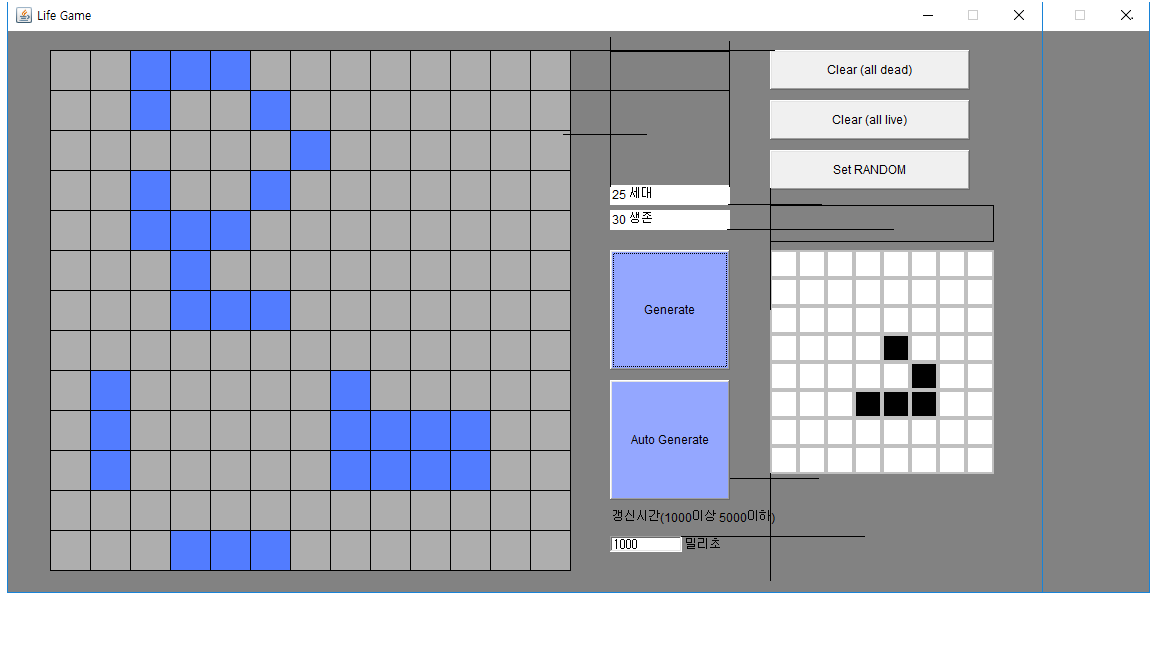 Life Game
Clear (all dead)
Clear (all live)
Set RANDOM
25 세대
30 생존
Generate
Auto Generate
갱신시간(1000이상 5000이하)
1000 밀리초